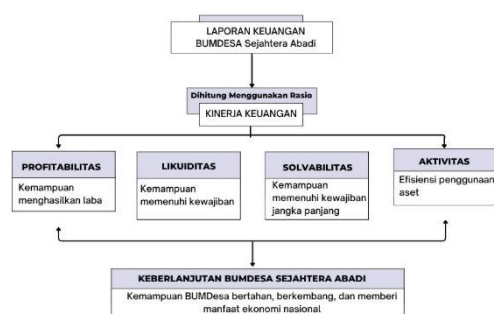 LAPORAN KEUANGAN
BUMDESA Sejahtera Abadi
Dihitung Menggunakan Rasio
KINERJA KEUANGAN
PROFITABILITAS
Kemampuan
menghasilkan laba
LIKUIDITAS
Kemampuan
memenuhi kewajiban
SOLVABILITAS
Kemampuan
memenuhi kewajiban
jangka panjang
AKTIVITAS
Efisiensi penggunaan
aset
KEBERLANJUTAN BUMDESA SEJAHTERA ABADI
Kemampuan BUMDesa bertahan, berkembang, dan memberi
manfaat ekonomi nasional